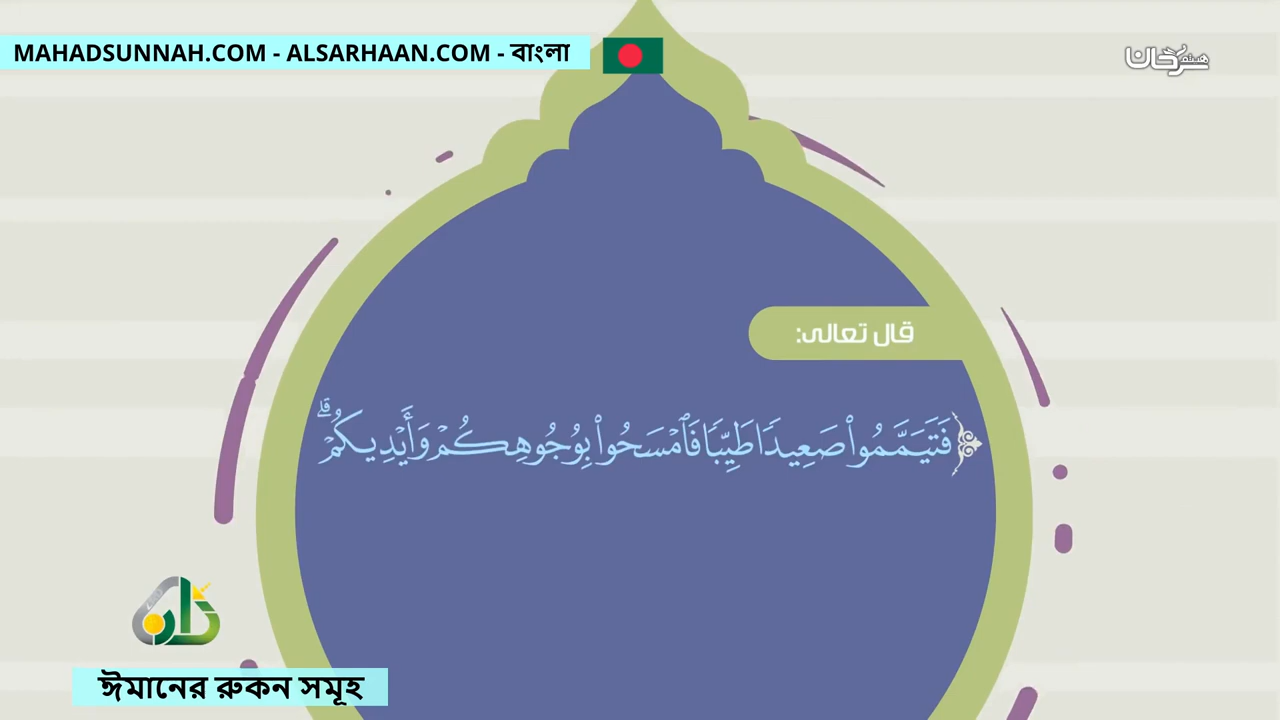 MAHADSUNNAH.COM - ALSARHAAN.COM - বাংলা
قال تعالى:
﴿فَتَيَمَّمُوا۟ صَعِيدًۭا طَيِّبًۭا فَٱمْسَحُوا۟ بِوُجُوهِكُمْ وَأَيْدِيكُمْ ۗ
ঈমানের রুকন সমূহ